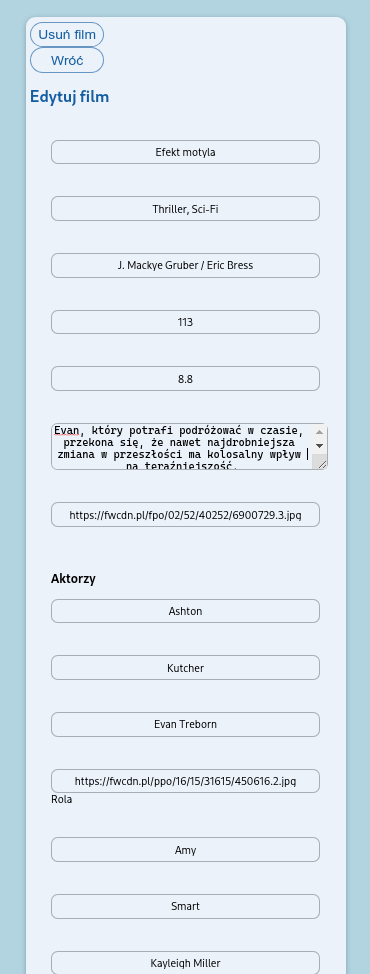 Usuń film
Wróć
Edytuj film
Efekt motyla
Thriller, Sci-Fi
J. Mackye Gruber / Eric Bress
113
8.8
Evan, który potrafi podróżować w czasie,
przekona się, że nawet najdrobniejsza
zmiana w przeszłości ma kolosalny wpływ
na teraźniejszość.
https://fwcdn.pl/fpo/02/52/40252/6900729.3.jpg
Aktorzy
Ashton
Kutcher
Evan Treborn
https://fwcdn.pl/ppo/16/15/31615/450616.2.jpg
Rola
Amy
Smart
Kayleigh Miller